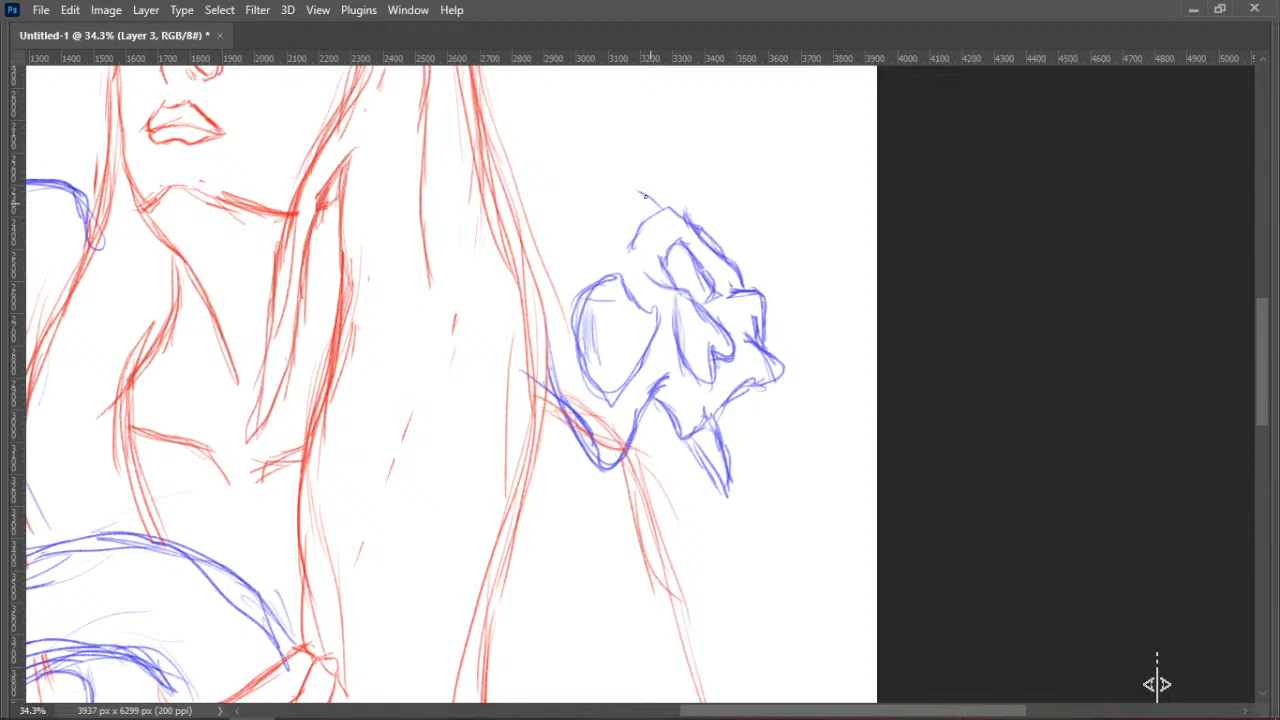 Ps File Edit Image Layer Type Select Filter 3D View Plugins Window Help
Untitled-1 @ 34.3% (Layer 3, RGB/8#) * ×
1300 1400 1500 1600 1700 1800 1900 2000 2100 2200 2300 2400 2500 2600 2700 2800 2900 3000 3100 3200 3300 3400 3500 3600 3700 3800 3900 4000 4100 4200 4300 4400 4500 4600 4700 4800 4900 5000
34.3% 3937 px x 6299 px (200 ppi)